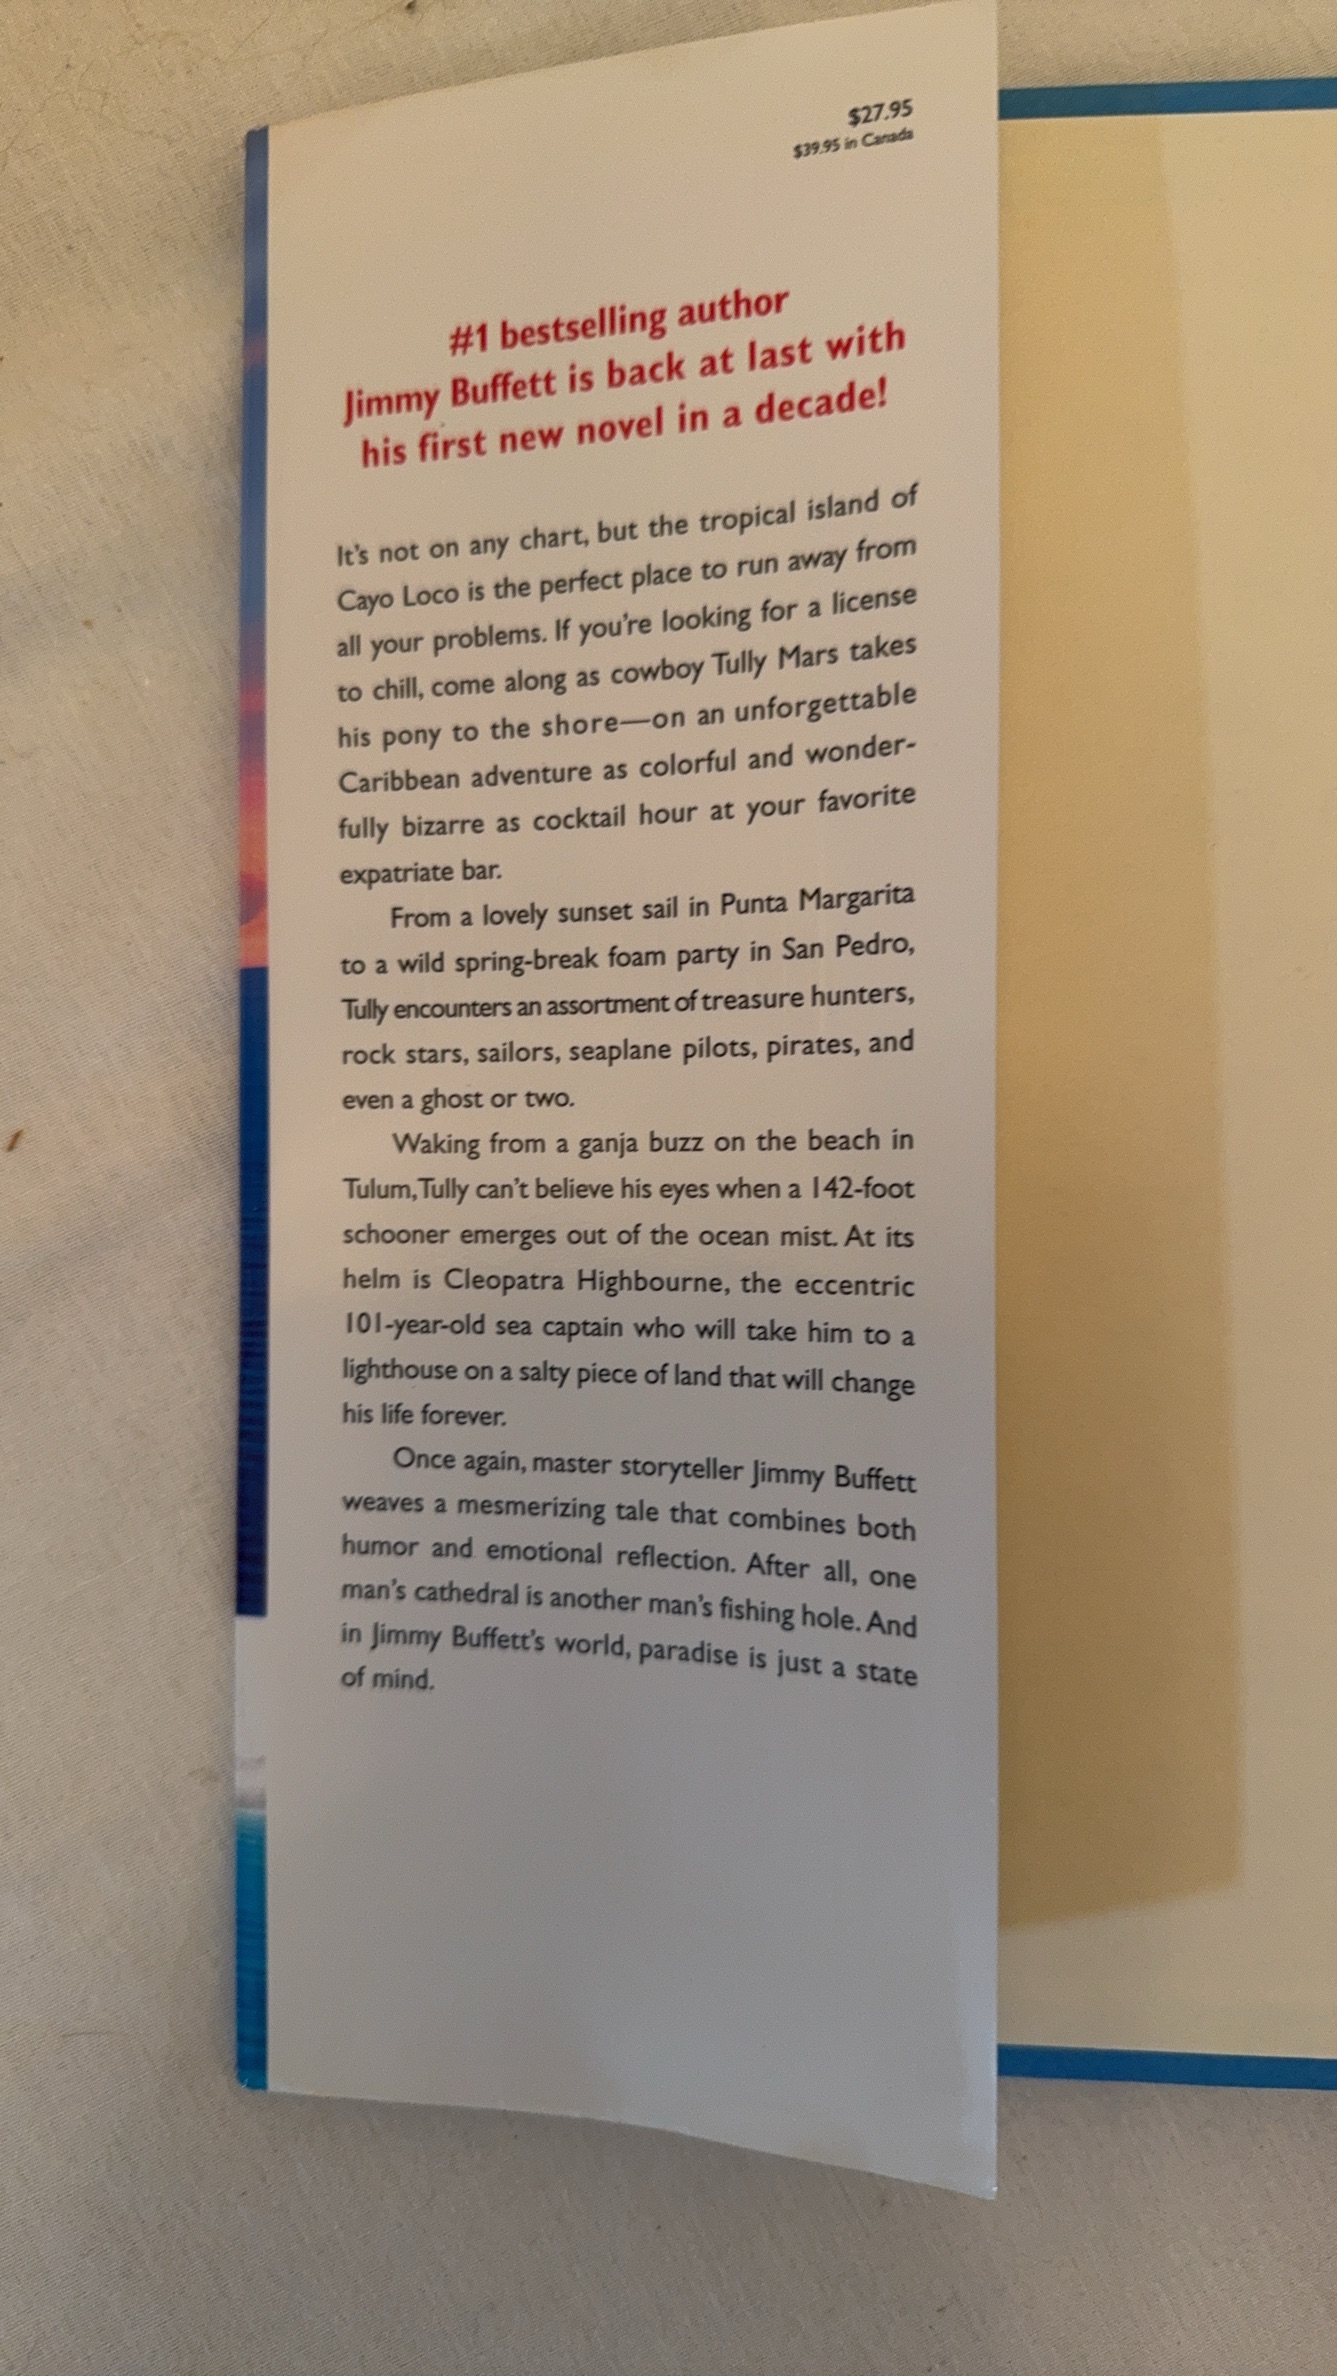 $27.95
$39.95 in Canada
#1 bestselling author
Jimmy Buffett is back at last with
his first new novel in a decade!
It's not on any chart, but the tropical island of
Cayo Loco is the perfect place to run away from
all your problems. If you're looking for a license
to chill, come along as cowboy Tully Mars takes
his pony to the shore—on an unforgettable
Caribbean adventure as colorful and wonder-
fully bizarre as cocktail hour at your favorite
expatriate bar.
From a lovely sunset sail in Punta Margarita
to a wild spring-break foam party in San Pedro,
Tully encounters an assortment of treasure hunters,
rock stars, sailors, seaplane pilots, pirates, and
even a ghost or two.
Waking from a ganja buzz on the beach in
Tulum, Tully can't believe his eyes when a 142-foot
schooner emerges out of the ocean mist. At its
helm is Cleopatra Highbourne, the eccentric
101-year-old sea captain who will take him to a
lighthouse on a salty piece of land that will change
his life forever.
Once again, master storyteller Jimmy Buffett
weaves a mesmerizing tale that combines both
humor and emotional reflection. After all, one
man's cathedral is another man's fishing hole. And
in Jimmy Buffett's world, paradise is just a state
of mind.